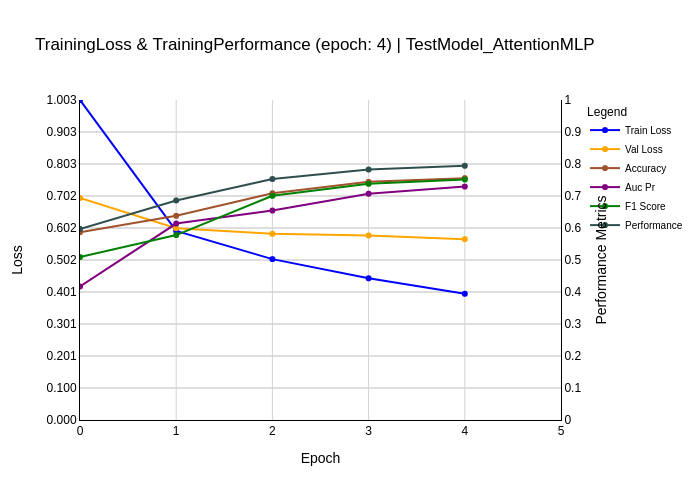 TrainingLoss & TrainingPerformance (epoch: 4) | TestModel_AttentionMLP
1.003
0.903
0.803
0.702
0.602
0.502
0.401
0.301
0.201
0.100
0.000
Loss
0
1
2
3
4
5
Epoch
1
0.9
0.8
0.7
0.6
0.5
0.4
0.3
0.2
0.1
0
Performance Metrics
Legend
Train Loss
Val Loss
Accuracy
Auc Pr
F1 Score
Performance